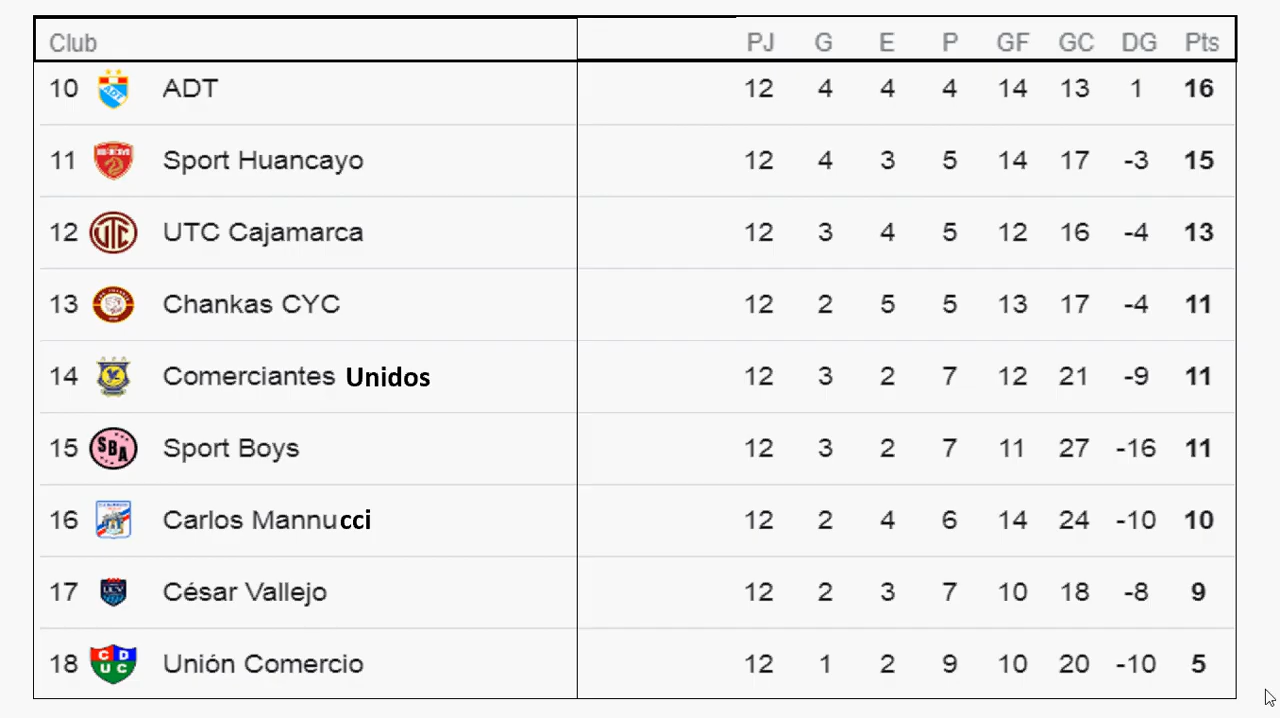 Club PJ G E P GF GC DG Pts
10 ADT ADT 12 4 4 4 14 13 1 16
11 Sport Huancayo 12 4 3 5 14 17 -3 15
12 UTC UTC Cajamarca 12 3 4 5 12 16 -4 13
13 Chankas CYC 12 2 5 5 13 17 -4 11
14 Comerciantes Unidos 12 3 2 7 12 21 -9 11
15 SBA Sport Boys 12 3 2 7 11 27 -16 11
16 Carlos Mannucci 12 2 4 6 14 24 -10 10
17 UCV César Vallejo 12 2 3 7 10 18 -8 9
18 CDUC Unión Comercio 12 1 2 9 10 20 -10 5